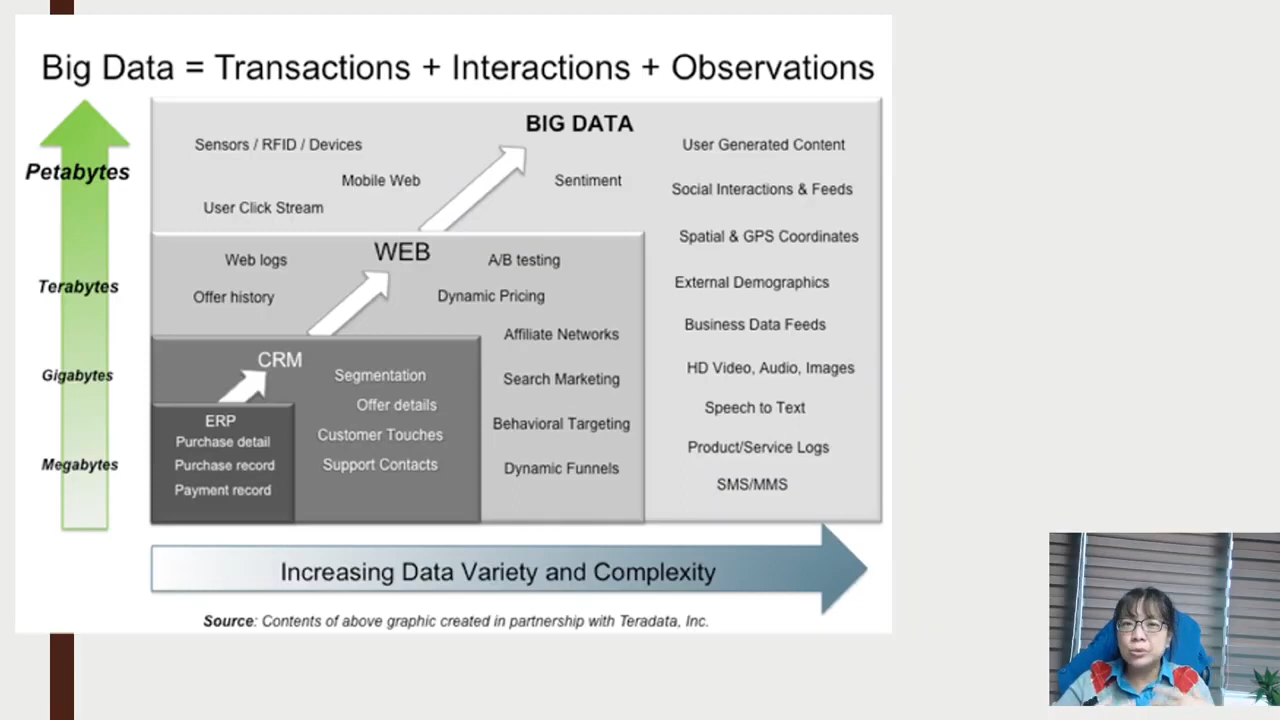 Big Data = Transactions + Interactions + Observations
Petabytes
Terabytes
Gigabytes
Megabytes
BIG DATA
Sensors / RFID / Devices
Mobile Web
User Click Stream
Sentiment
User Generated Content
Social Interactions & Feeds
Spatial & GPS Coordinates
External Demographics
Business Data Feeds
HD Video, Audio, Images
Speech to Text
Product/Service Logs
SMS/MMS
WEB
Web logs
Offer history
A/B testing
Dynamic Pricing
Affiliate Networks
Search Marketing
Behavioral Targeting
Dynamic Funnels
CRM
Segmentation
Offer details
Customer Touches
Support Contacts
ERP
Purchase detail
Purchase record
Payment record
Increasing Data Variety and Complexity
Source: Contents of above graphic created in partnership with Teradata, Inc.